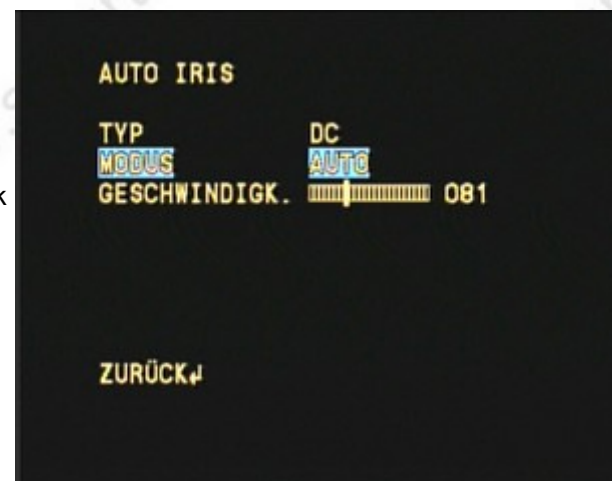 AUTO IRIS
TYP DC
MODUS AUTO
GESCHWINDIGK. 081
ZURÜCK↵
k